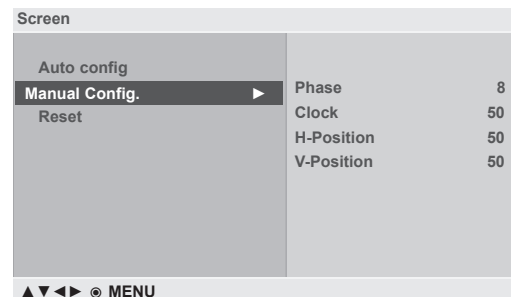 Screen
Auto config
Manual Config. ►
Reset
Phase 8
Clock 50
H-Position 50
V-Position 50
▲▼◄► ◉ MENU